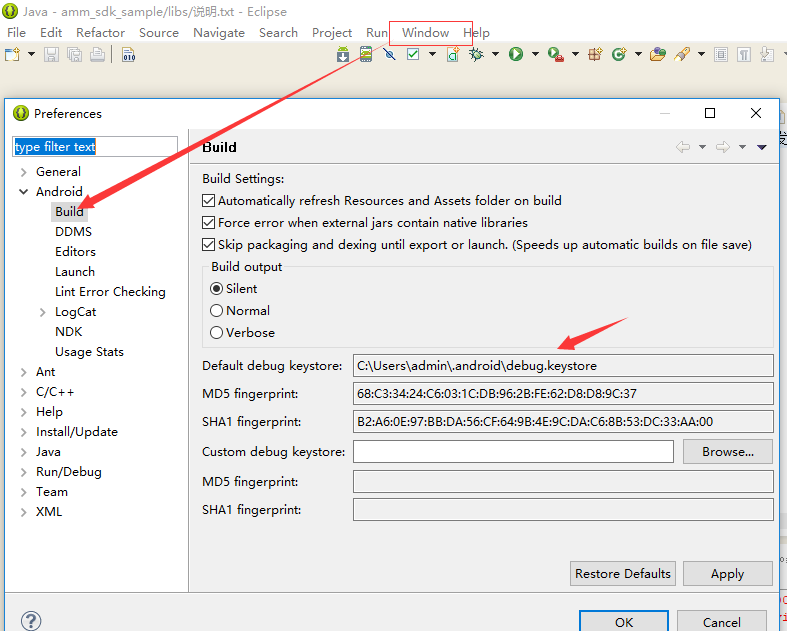 Java - amm_sdk_sample/libs/说明.txt - Eclipse
File Edit Refactor Source Navigate Search Project Run Window Help
Preferences
type filter text
Build
General
Android
Build
DDMS
Editors
Launch
Lint Error Checking
LogCat
NDK
Usage Stats
Ant
C/C++
Help
Install/Update
Java
Run/Debug
Team
XML
Build Settings:
Automatically refresh Resources and Assets folder on build
Force error when external jars contain native libraries
Skip packaging and dexing until export or launch. (Speeds up automatic builds on file save)
Build output
Silent
Normal
Verbose
Default debug keystore: C:\Users\admin\.android\debug.keystore
MD5 fingerprint: 68:C3:34:24:C6:03:1C:DB:96:2B:FE:62:D8:D8:9C:37
SHA1 fingerprint: B2:A6:0E:97:BB:DA:56:CF:64:9B:4E:9C:DA:C6:8B:53:DC:33:AA:00
Custom debug keystore: Browse...
MD5 fingerprint:
SHA1 fingerprint:
Restore Defaults Apply
OK Cancel